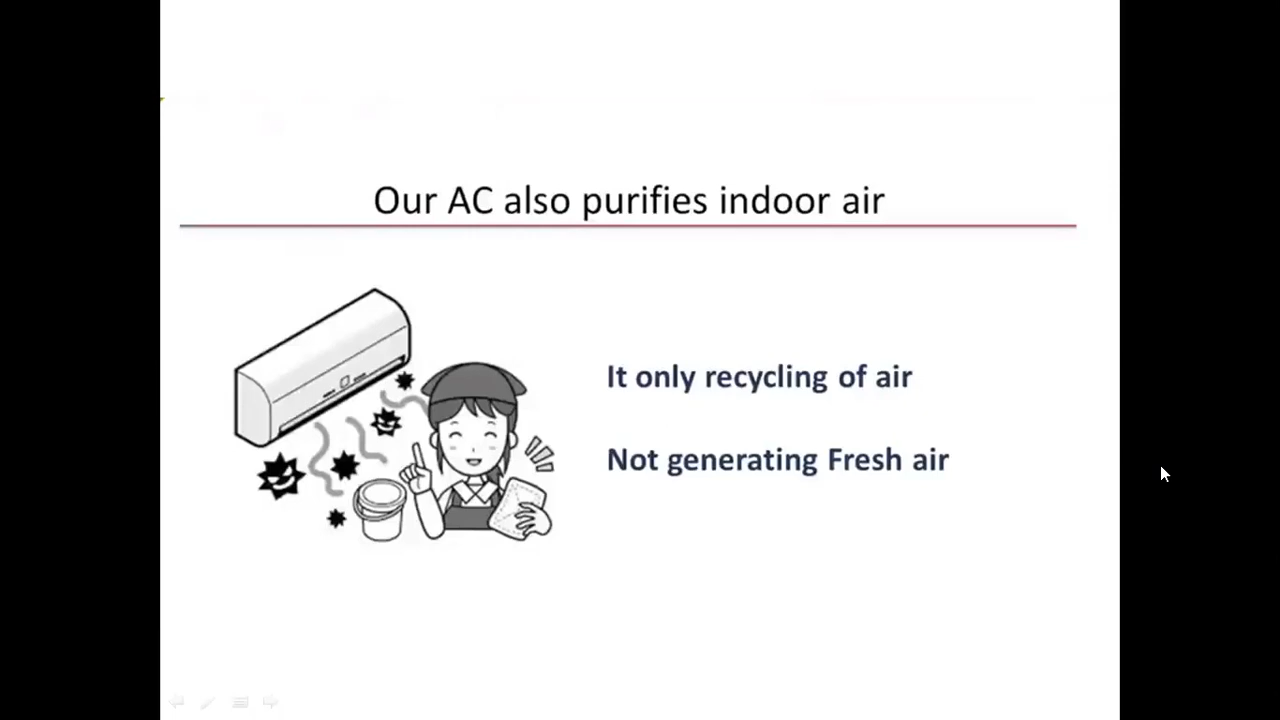 Our AC also purifies indoor air
It only recycling of air
Not generating Fresh air